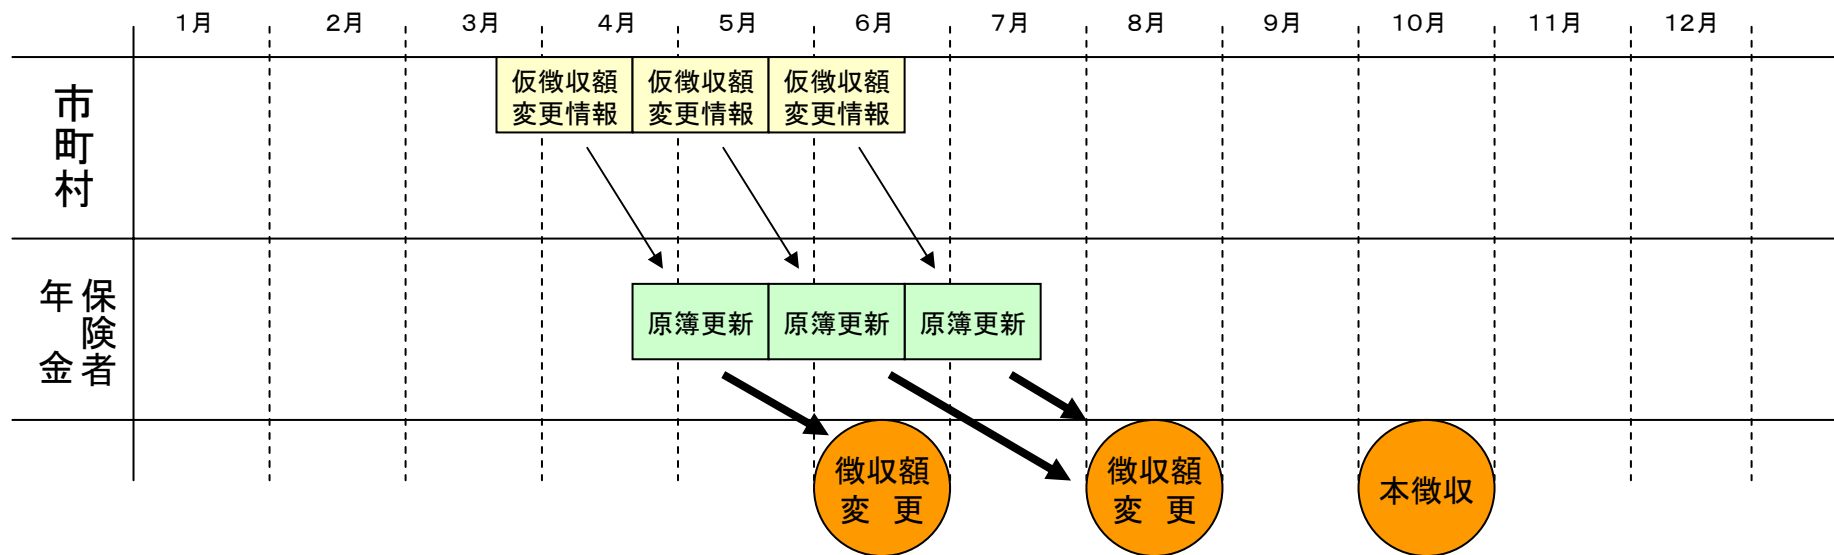 1月 2月 3月 4月 5月 6月 7月 8月 9月 10月 11月 12月
市町村
仮徴収額
変更情報
仮徴収額
変更情報
仮徴収額
変更情報
年金
保険者
原簿更新
原簿更新
原簿更新
徴収額
変 更
徴収額
変 更
本徴収